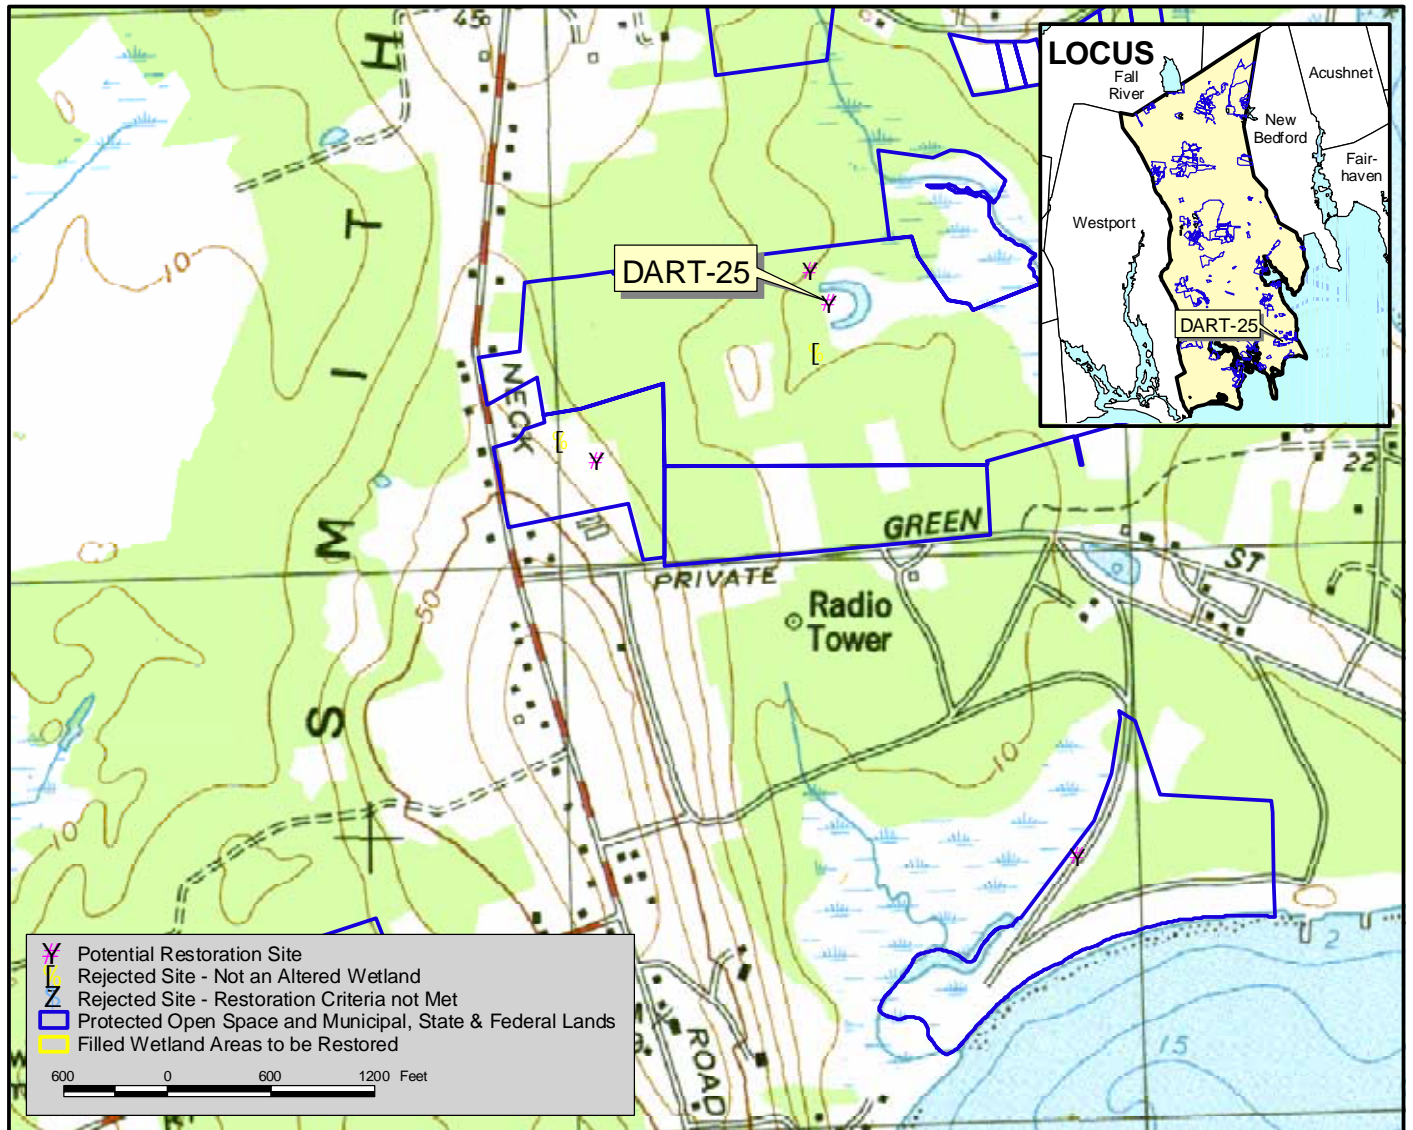 45
LOCUS
Fall
River
Acushnet
New
Bedford
Fair-
haven
Westport
DART-25
DART-25
10
SMITH
NECK
22
GREEN
ST
PRIVATE
50
Radio
Tower
10
10
2
15
ROAD
Potential Restoration Site
Rejected Site - Not an Altered Wetland
Rejected Site - Restoration Criteria not Met
Protected Open Space and Municipal, State & Federal Lands
Filled Wetland Areas to be Restored
600 0 600 1200 Feet